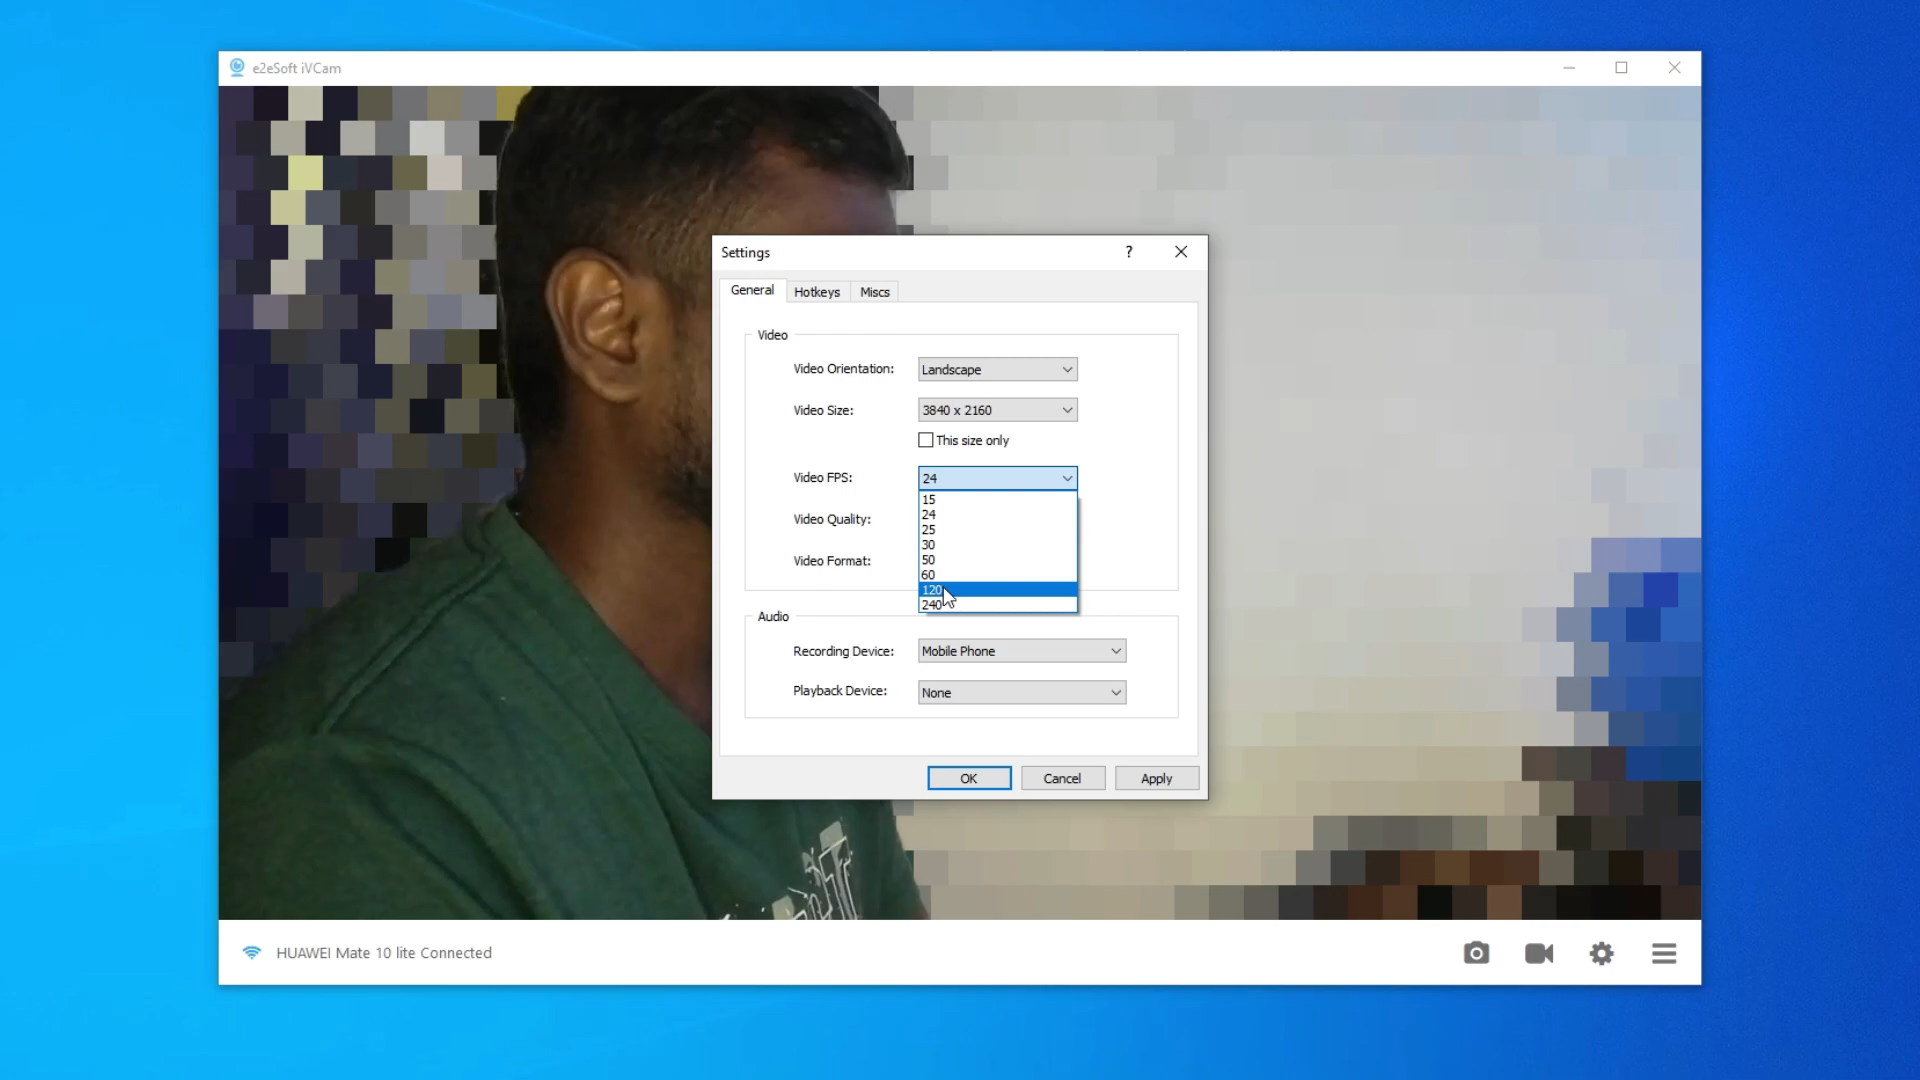 e2eSoft iVCam
Settings
?
General
Hotkeys
Miscs
Video
Video Orientation:
Landscape
Video Size:
3840 x 2160
This size only
Video FPS:
24
15
24
25
30
50
60
120
240
Video Quality:
Video Format:
Audio
Recording Device:
Mobile Phone
Playback Device:
None
OK
Cancel
Apply
HUAWEI Mate 10 lite Connected